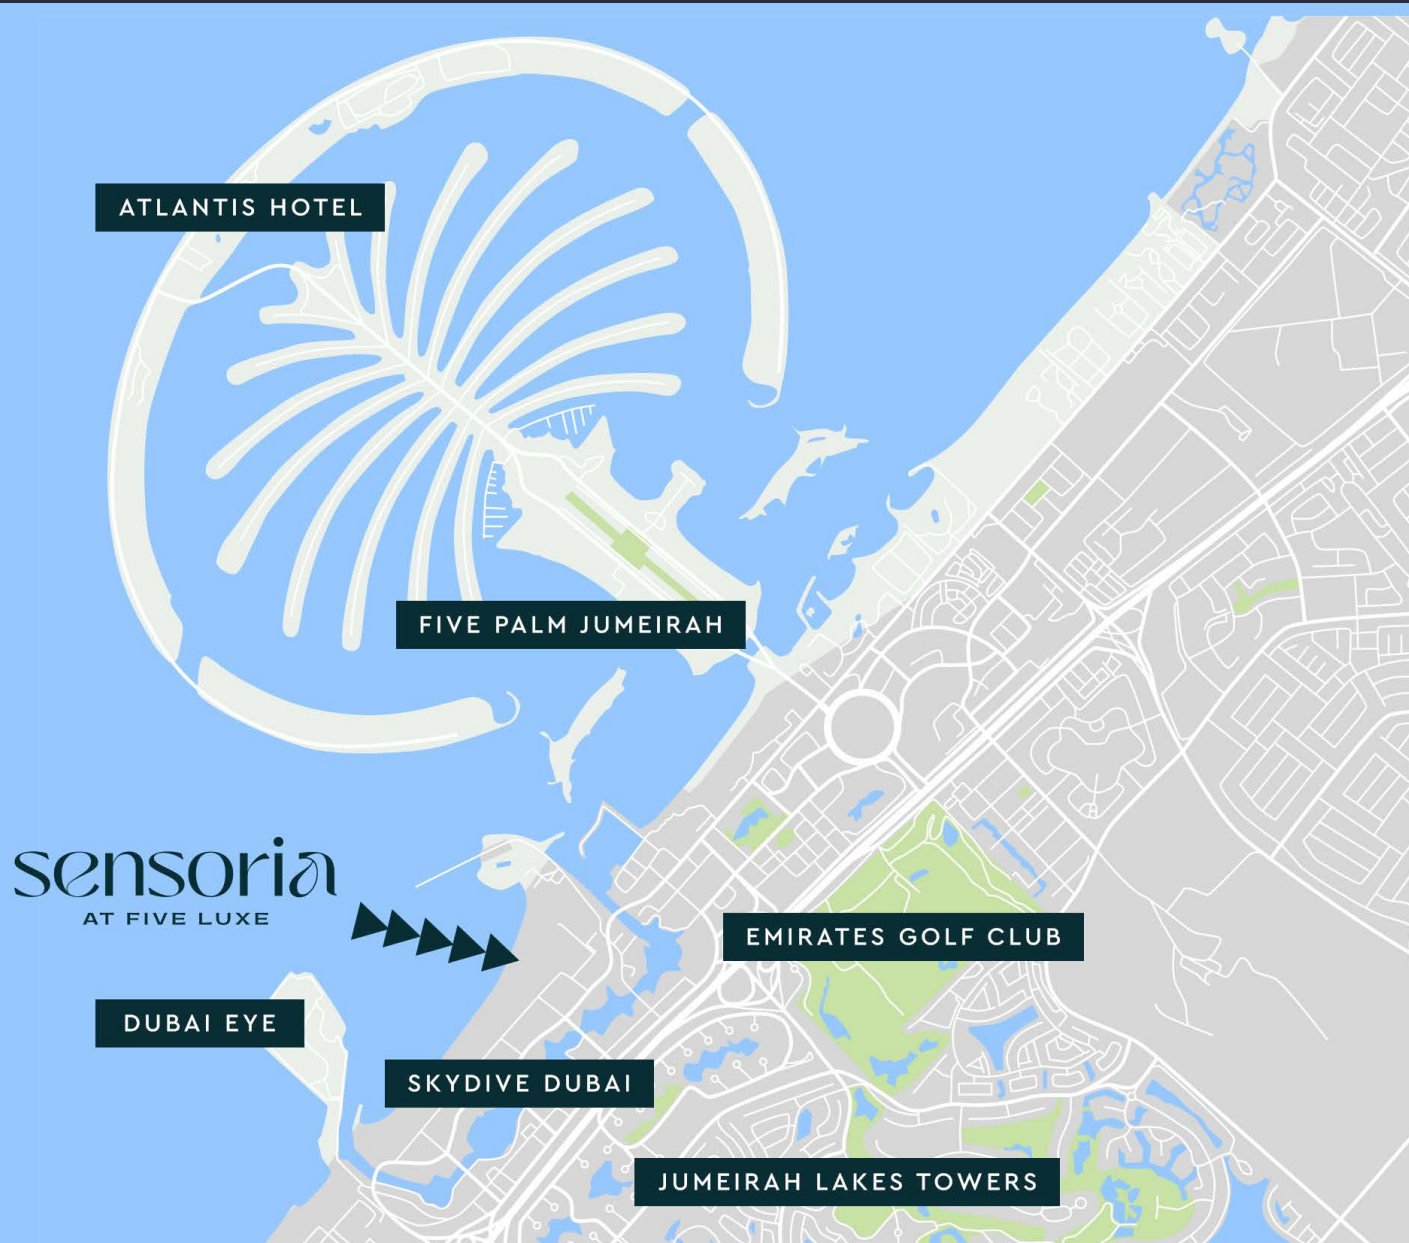 ATLANTIS HOTEL
FIVE PALM JUMEIRAH
sensoria
AT FIVE LUXE
EMIRATES GOLF CLUB
DUBAI EYE
SKYDIVE DUBAI
JUMEIRAH LAKES TOWERS